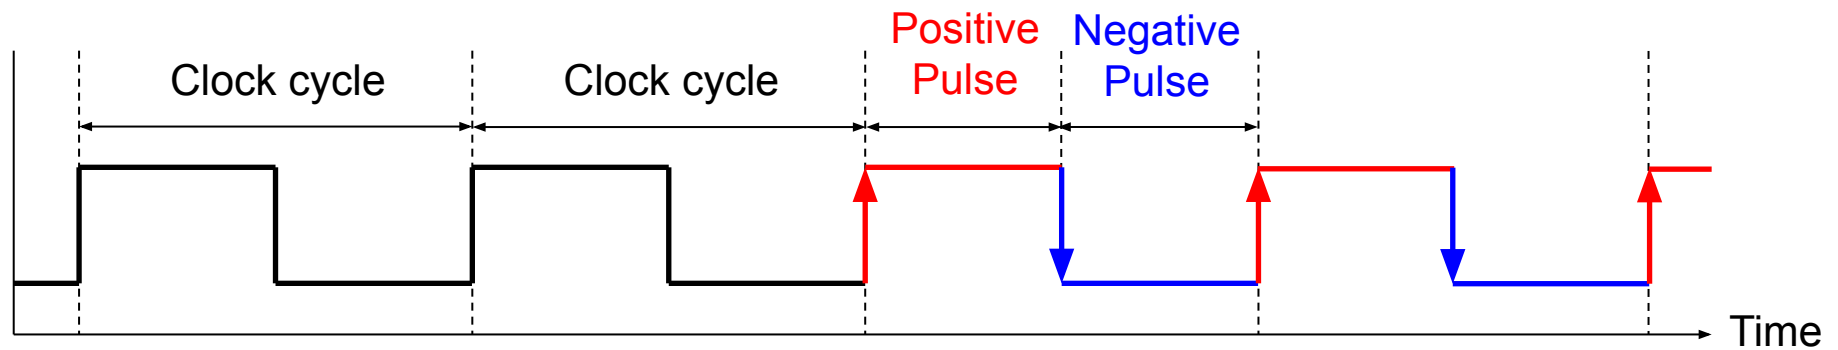 Clock cycle
Clock cycle
Positive
Pulse
Negative
Pulse
Time